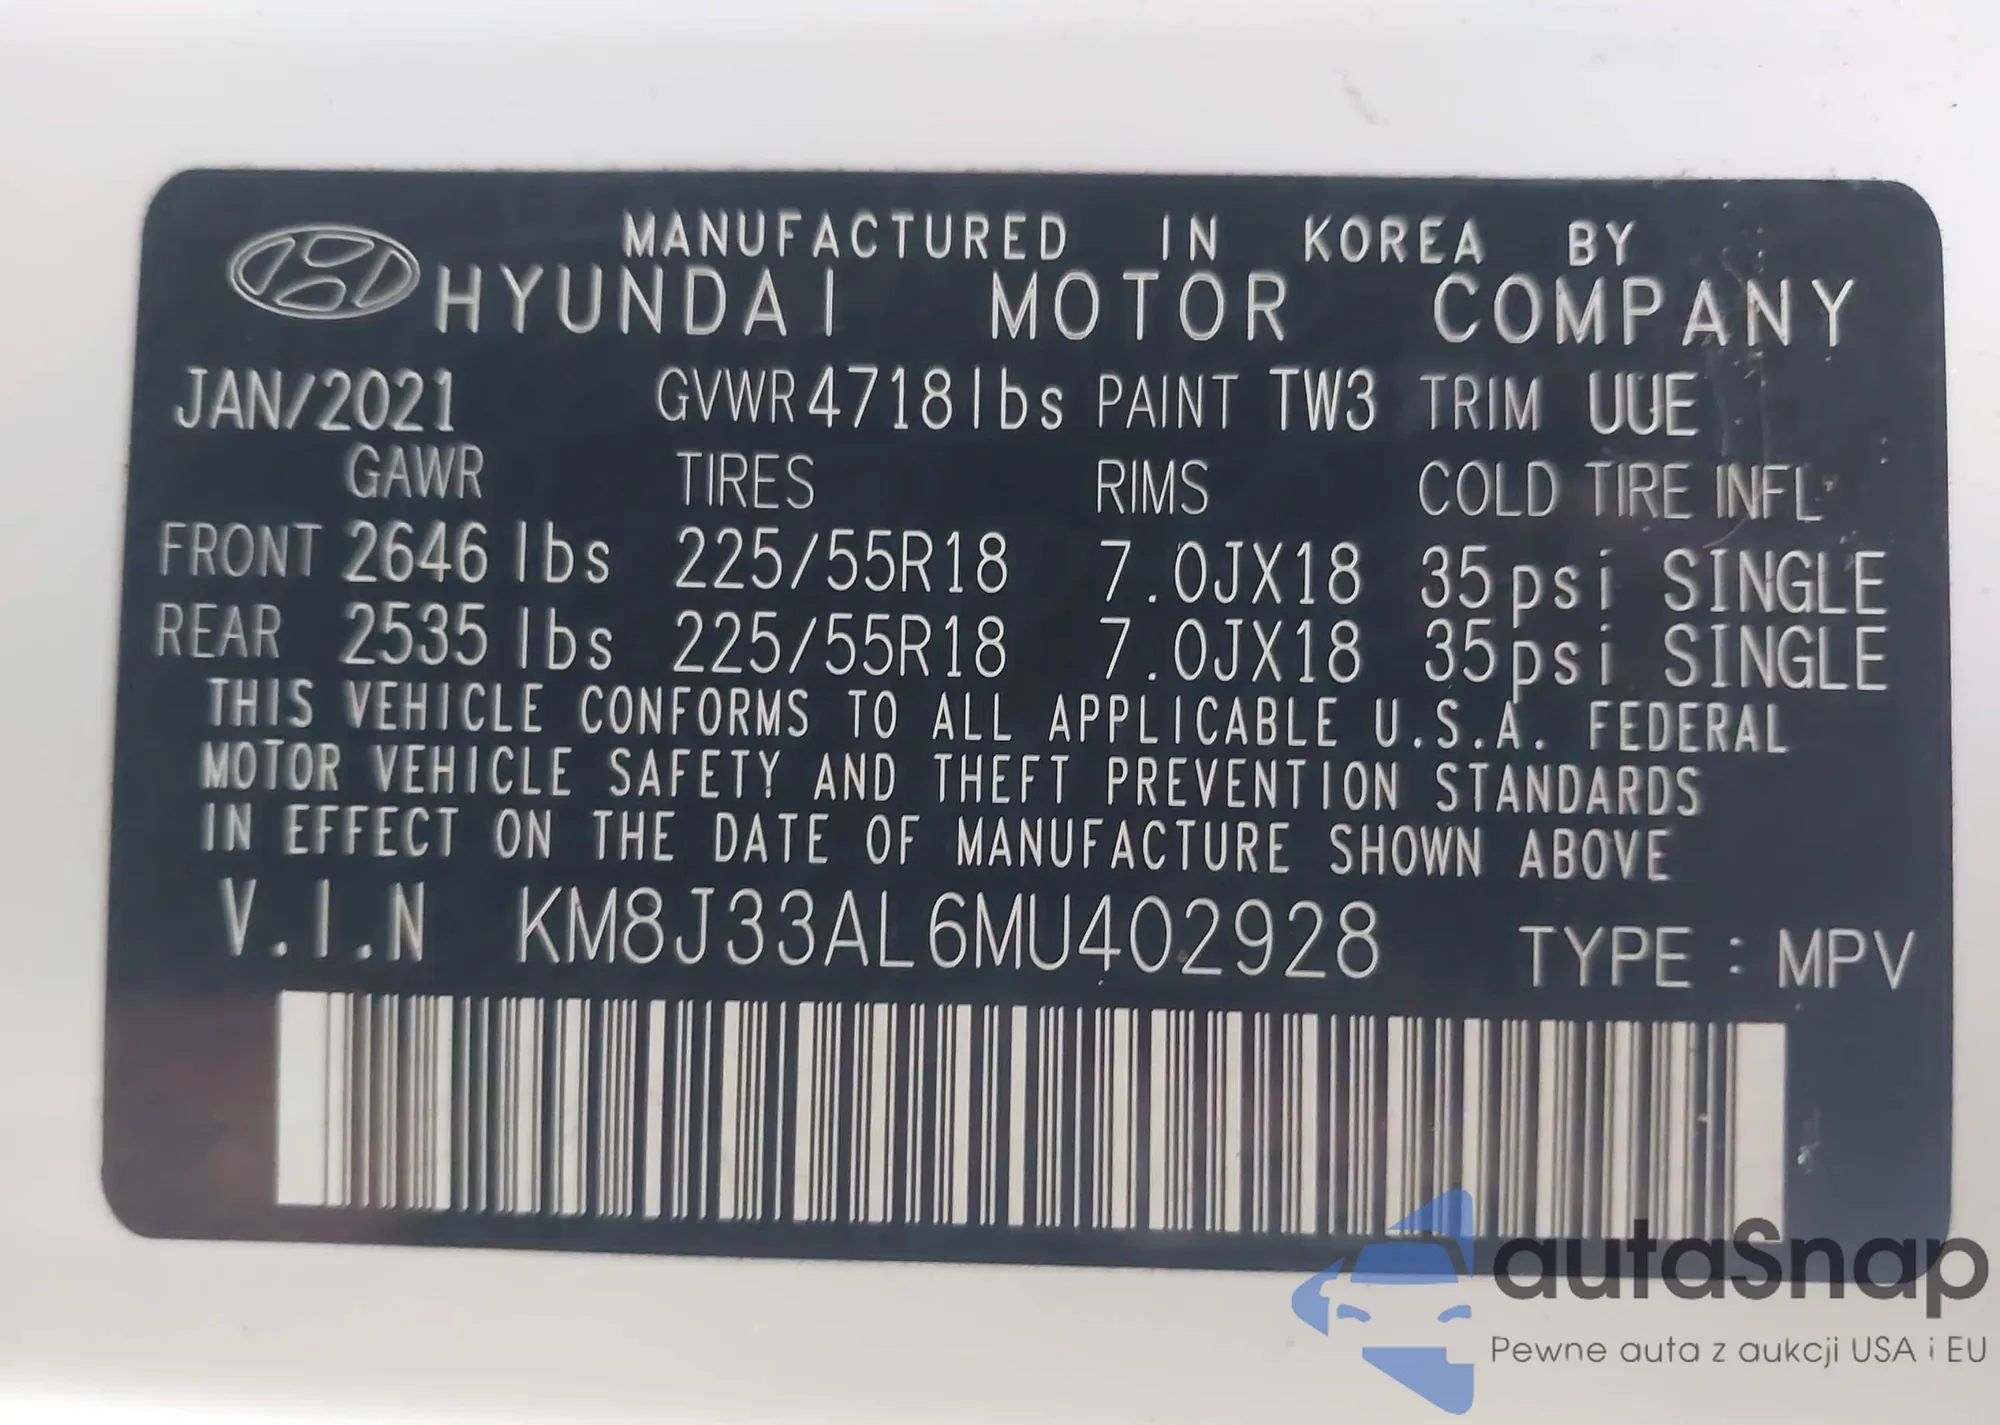 MANUFACTURED IN KOREA BY
HYUNDAI MOTOR COMPANY
JAN/2021 GVWR 4718lbs PAINT TW3 TRIM UUE
GAWR TIRES RIMS COLD TIRE INFL'
FRONT 2646 lbs 225/55R18 7.0JX18 35psi SINGLE
REAR 2535 lbs 225/55R18 7.0JX18 35psi SINGLE
THIS VEHICLE CONFORMS TO ALL APPLICABLE U.S.A. FEDERAL
MOTOR VEHICLE SAFETY AND THEFT PREVENTION STANDARDS
IN EFFECT ON THE DATE OF MANUFACTURE SHOWN ABOVE
V.I.N KM8J33AL6MU402928 TYPE : MPV
autaSnap
Pewne auta z aukcji USA i EU